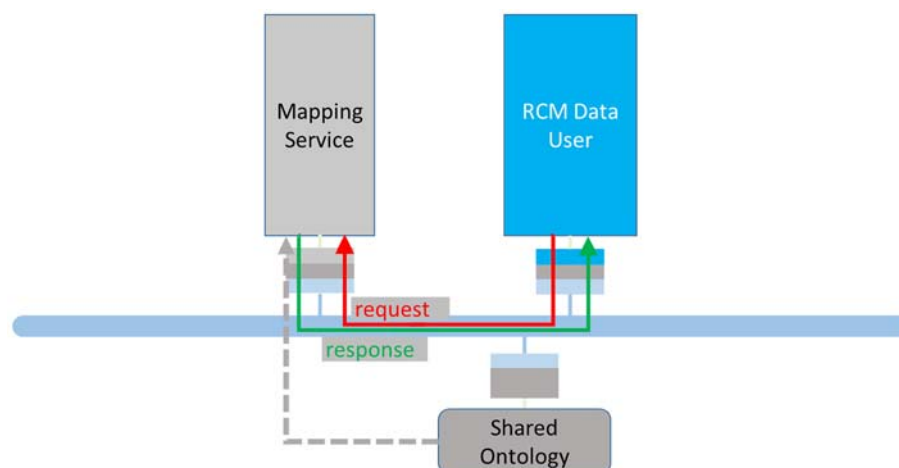 Mapping
Service
RCM Data
User
request
response
Shared
Ontology